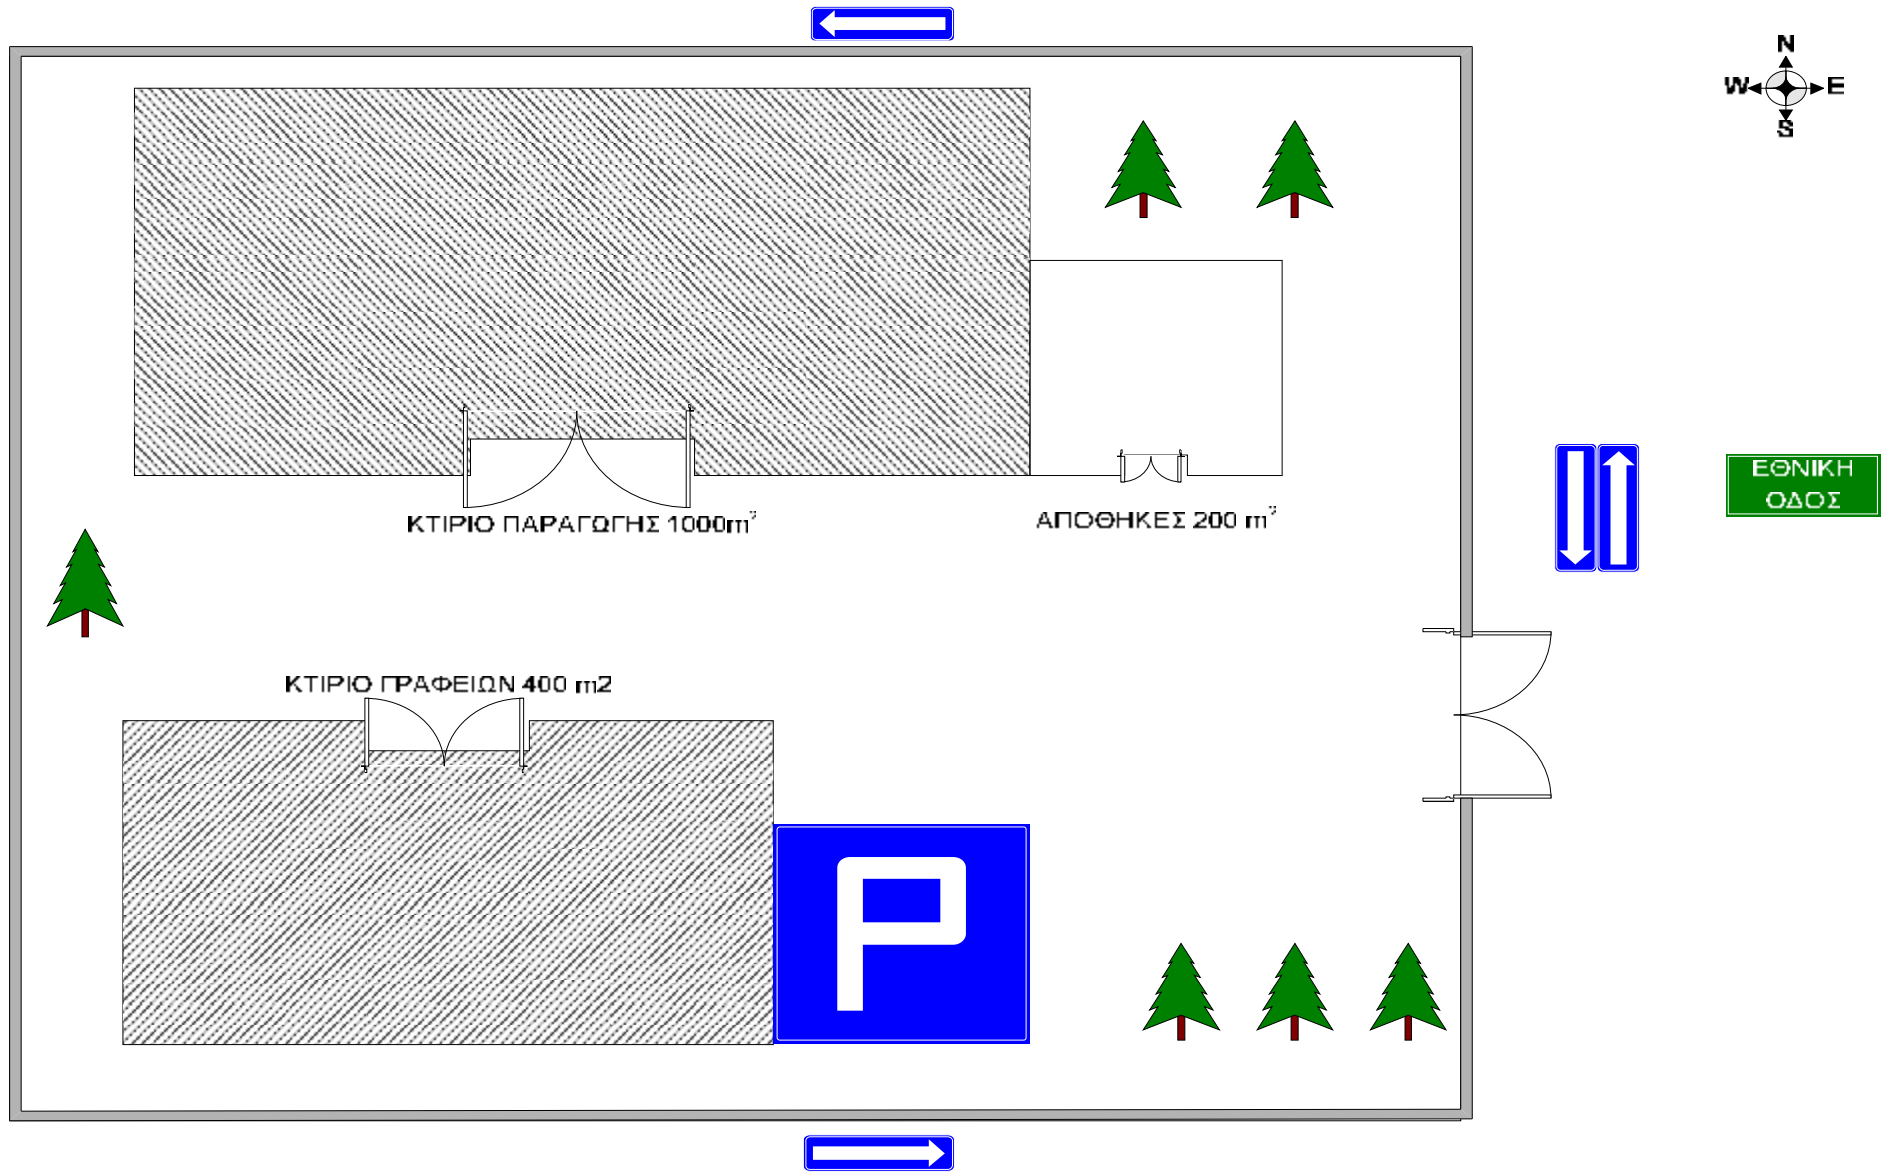 N
W E
S
ΕΘΝΙΚΗ
ΟΔΟΣ
ΚΤΙΡΙΟ ΠΑΡΑΓΩΓΗΣ 1000m²
ΑΠΟΘΗΚΕΣ 200 m²
ΚΤΙΡΙΟ ΓΡΑΦΕΙΩΝ 400 m2
P